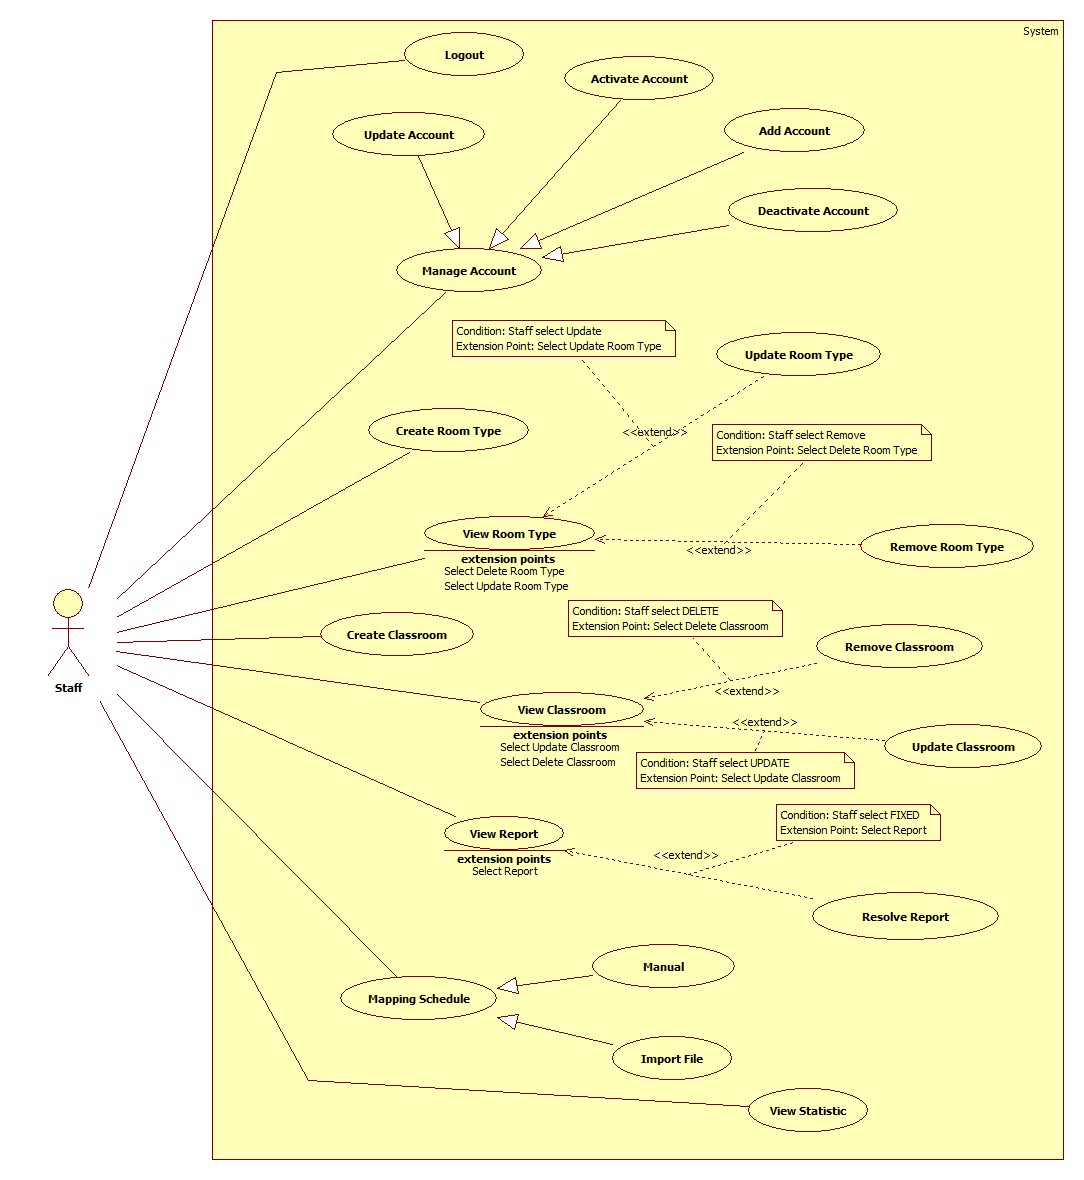 System
Logout
Activate Account
Update Account
Add Account
Deactivate Account
Manage Account
Condition: Staff select Update
Extension Point: Select Update Room Type
Update Room Type
Create Room Type
<<extend>>
Condition: Staff select Remove
Extension Point: Select Delete Room Type
View Room Type
extension points
Select Delete Room Type
Select Update Room Type
<<extend>>
Remove Room Type
Condition: Staff select DELETE
Extension Point: Select Delete Classroom
Create Classroom
Remove Classroom
Staff
<<extend>>
View Classroom
extension points
Select Update Classroom
Select Delete Classroom
<<extend>>
Update Classroom
Condition: Staff select UPDATE
Extension Point: Select Update Classroom
Condition: Staff select FIXED
Extension Point: Select Report
View Report
extension points
Select Report
<<extend>>
Resolve Report
Manual
Mapping Schedule
Import File
View Statistic